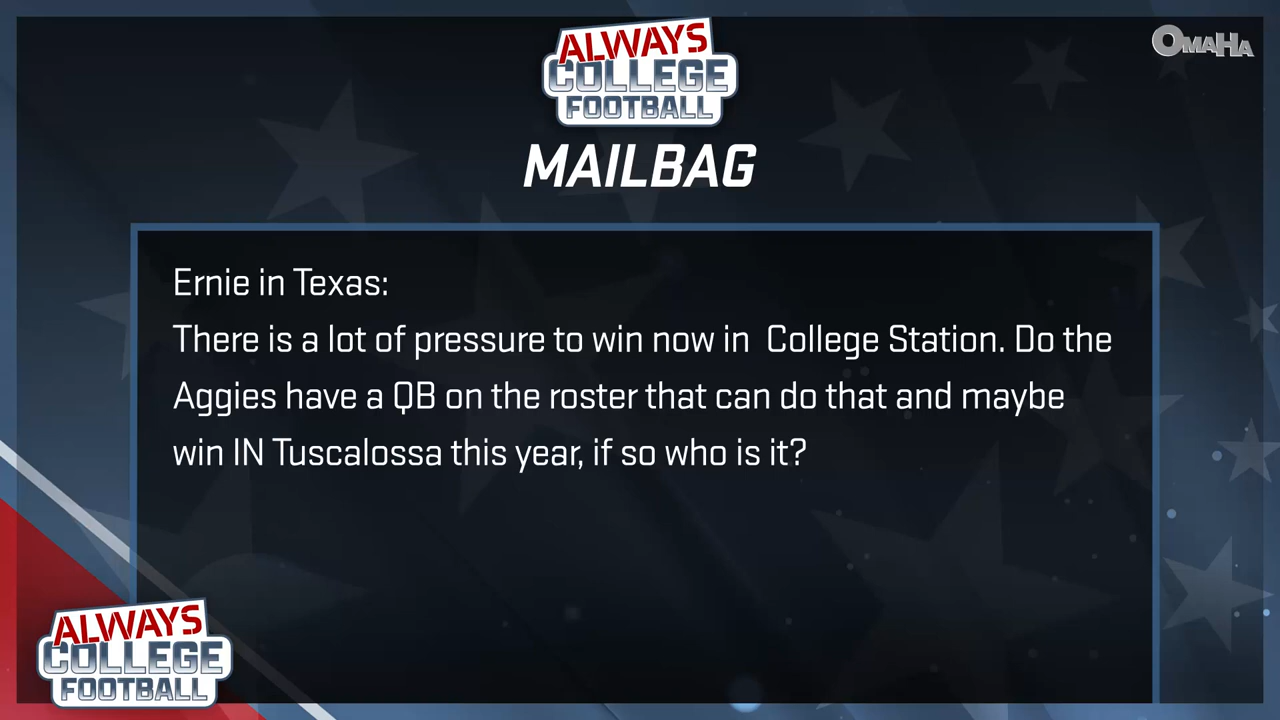 ALWAYS
COLLEGE
FOOTBALL
OMAHA
MAILBAG
Ernie in Texas:
There is a lot of pressure to win now in College Station. Do the
Aggies have a QB on the roster that can do that and maybe
win IN Tuscalossa this year, if so who is it?
ALWAYS
COLLEGE
FOOTBALL